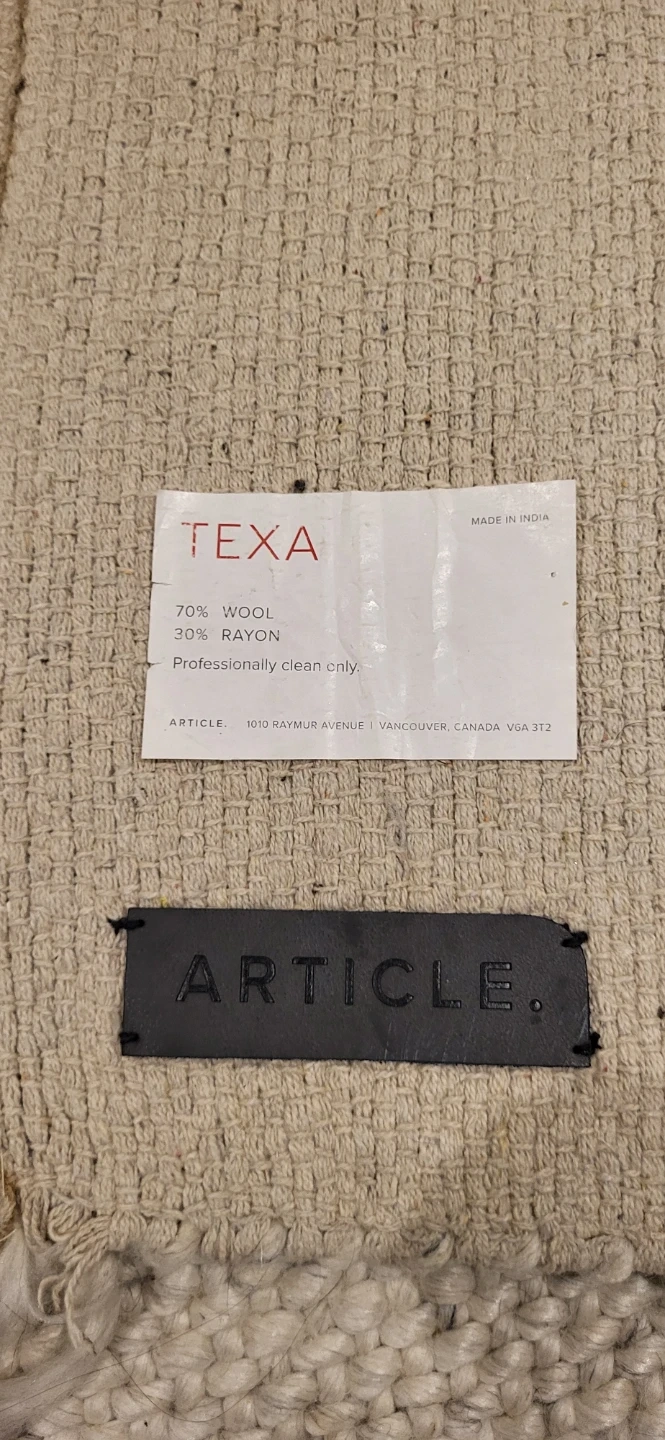 TEXA
MADE IN INDIA
70% WOOL
30% RAYON
Professionally clean only.
ARTICLE. 1010 RAYMUR AVENUE | VANCOUVER, CANADA V6A 3T2
ARTICLE.